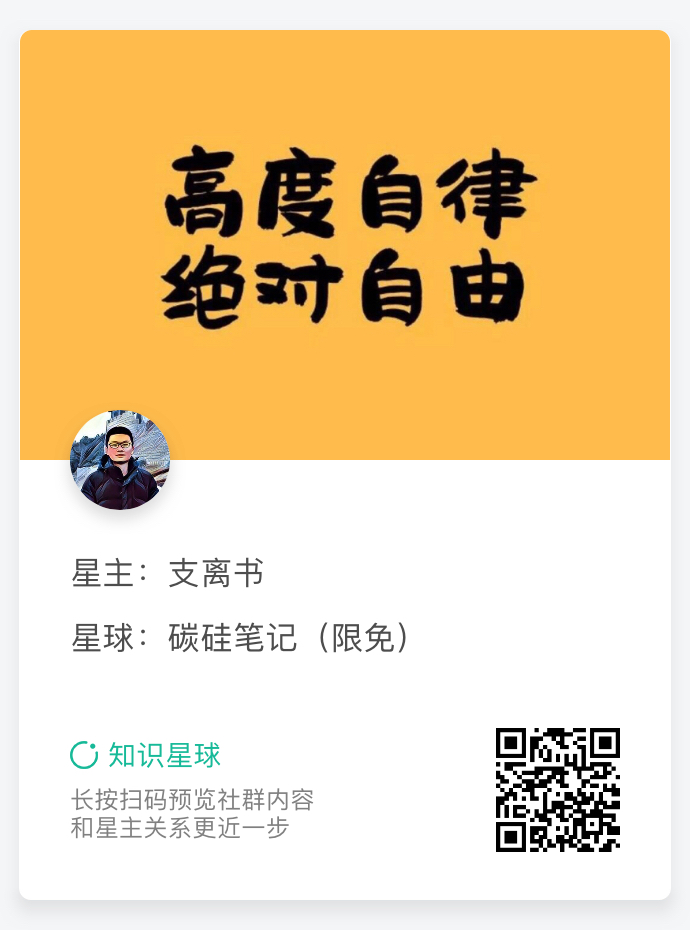 高度自律
绝对自由
星主：支离书
星球：碳硅笔记（限免）
知识星球
长按扫码预览社群内容
和星主关系更近一步